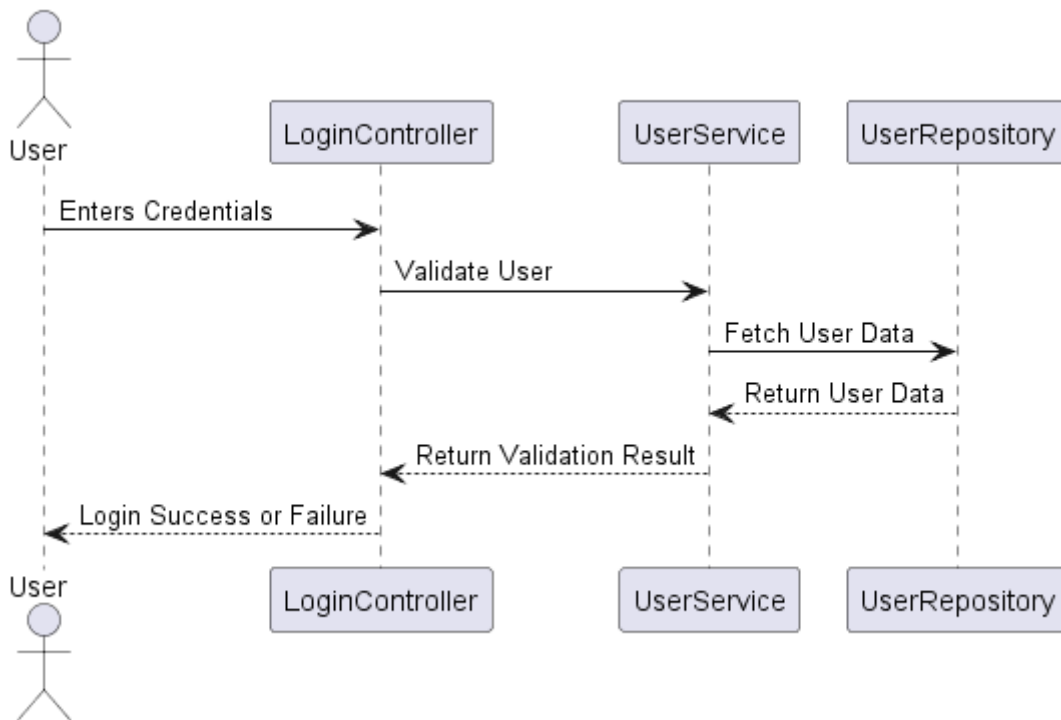 User
LoginController
UserService
UserRepository
Enters Credentials
Validate User
Fetch User Data
Return User Data
Return Validation Result
Login Success or Failure
User
LoginController
UserService
UserRepository